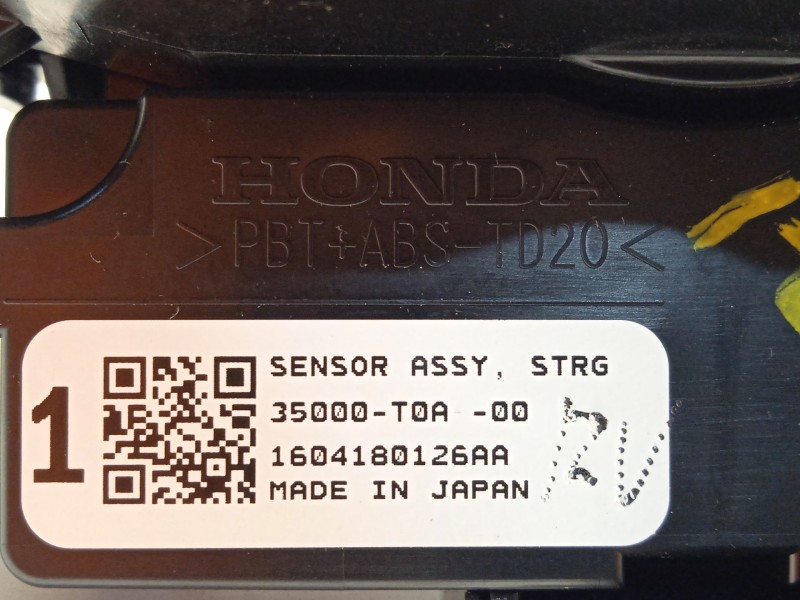 HONDA
>PBT+ABS-TD20<
1
SENSOR ASSY, STRG
35000-T0A -00
1604180126AA
MADE IN JAPAN